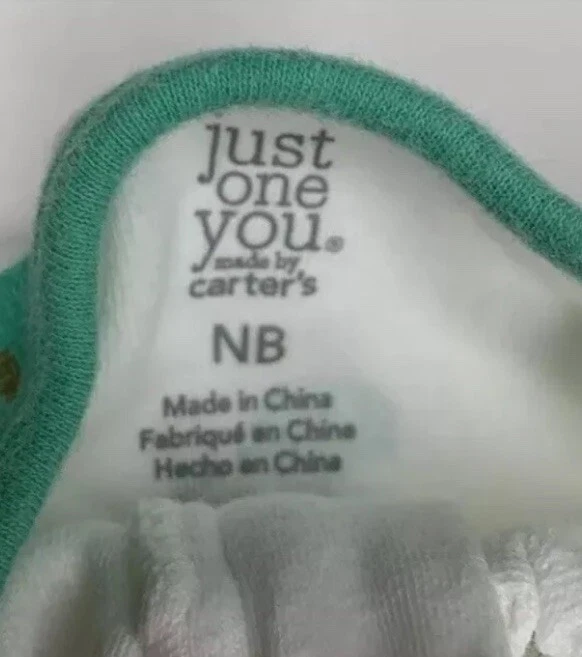 just
one
you®
made by
carter's
NB
Made in China
Fabriqué en Chine
Hecho en China